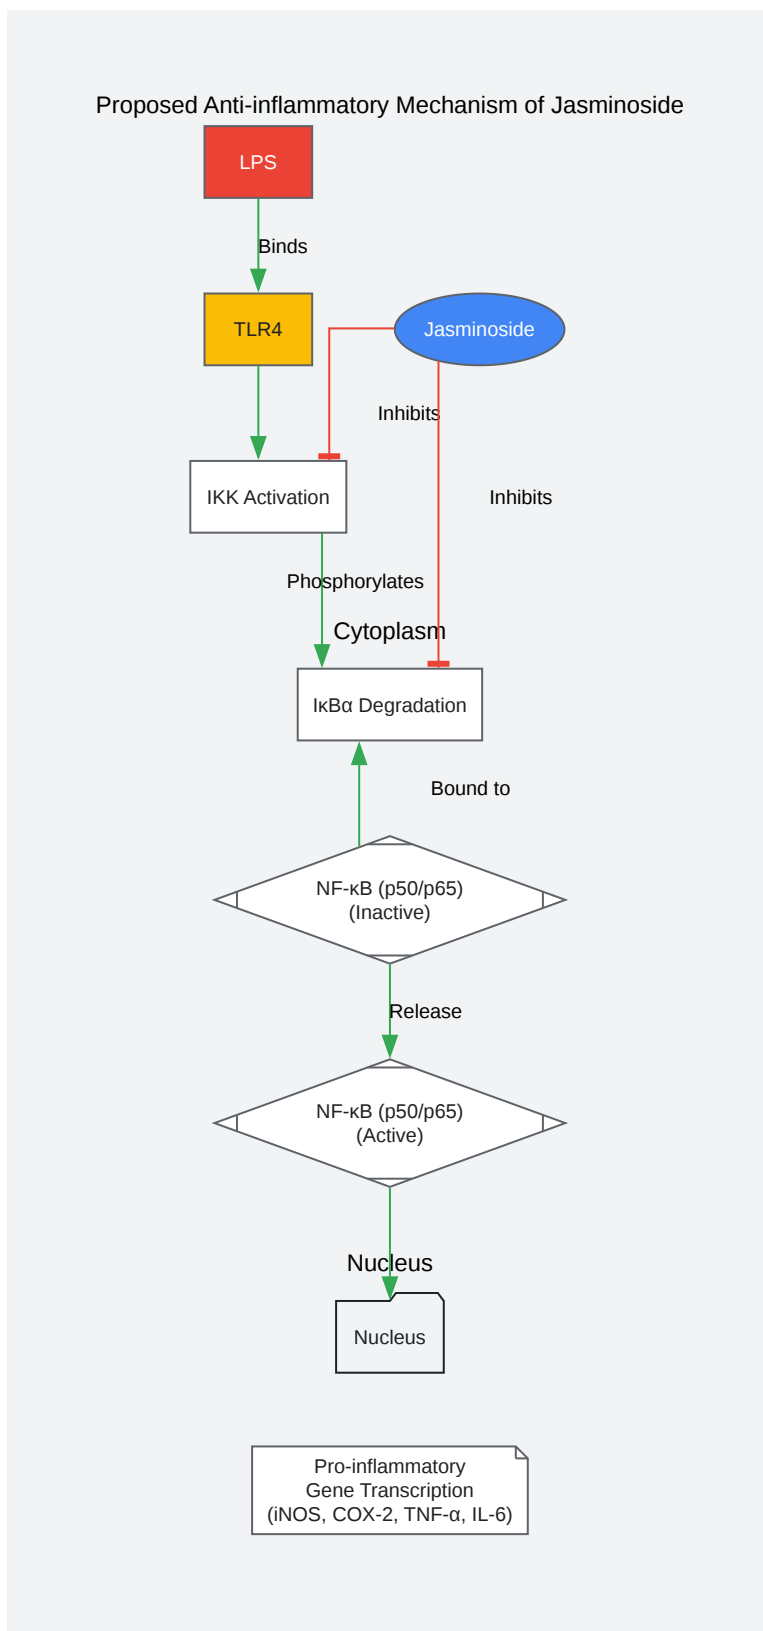 Proposed Anti-inflammatory Mechanism of Jasminoside
LPS
Binds
TLR4
Jasminoside
Inhibits
IKK Activation
Inhibits
Phosphorylates
Cytoplasm
IκBα Degradation
Bound to
NF-κB (p50/p65)
(Inactive)
Release
NF-κB (p50/p65)
(Active)
Nucleus
Nucleus
Pro-inflammatory
Gene Transcription
(iNOS, COX-2, TNF-α, IL-6)